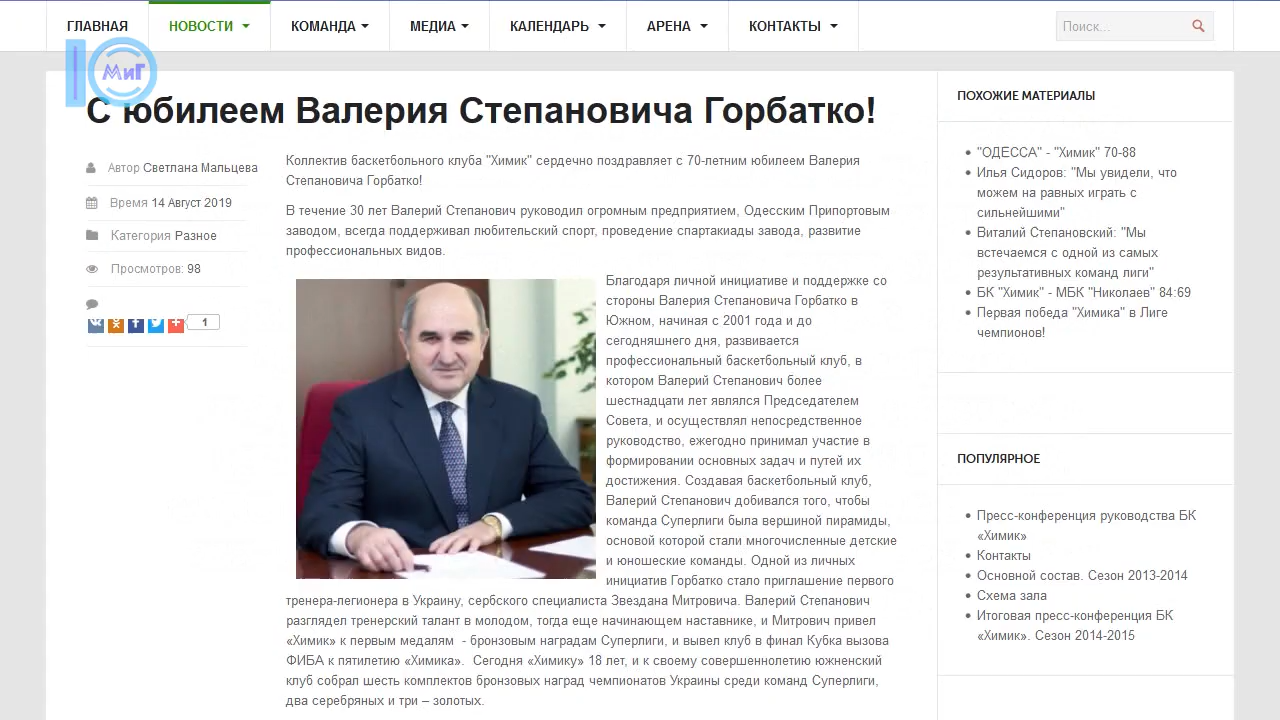 ГЛАВНАЯ
НОВОСТИ
КОМАНДА
МЕДИА
КАЛЕНДАРЬ
АРЕНА
КОНТАКТЫ
Поиск...
МиГ
С юбилеем Валерия Степановича Горбатко!
Автор Светлана Мальцева
Время 14 Август 2019
Категория Разное
Просмотров: 98
1
Коллектив баскетбольного клуба "Химик" сердечно поздравляет с 70-летним юбилеем Валерия
Степановича Горбатко!
В течение 30 лет Валерий Степанович руководил огромным предприятием, Одесским Припортовым
заводом, всегда поддерживал любительский спорт, проведение спартакиады завода, развитие
профессиональных видов.
Благодаря личной инициативе и поддержке со
стороны Валерия Степановича Горбатко в
Южном, начиная с 2001 года и до
сегодняшнего дня, развивается
профессиональный баскетбольный клуб, в
котором Валерий Степанович более
шестнадцати лет являлся Председателем
Совета, и осуществлял непосредственное
руководство, ежегодно принимал участие в
формировании основных задач и путей их
достижения. Создавая баскетбольный клуб,
Валерий Степанович добивался того, чтобы
команда Суперлиги была вершиной пирамиды,
основой которой стали многочисленные детские
и юношеские команды. Одной из личных
инициатив Горбатко стало приглашение первого
тренера-легионера в Украину, сербского специалиста Звездана Митровича. Валерий Степанович
разглядел тренерский талант в молодом, тогда еще начинающем наставнике, и Митрович привел
«Химик» к первым медалям - бронзовым наградам Суперлиги, и вывел клуб в финал Кубка вызова
ФИБА к пятилетию «Химика». Сегодня «Химику» 18 лет, и к своему совершеннолетию южненский
клуб собрал шесть комплектов бронзовых наград чемпионатов Украины среди команд Суперлиги,
два серебряных и три – золотых.
ПОХОЖИЕ МАТЕРИАЛЫ
"ОДЕССА" - "Химик" 70-88
Илья Сидоров: "Мы увидели, что
можем на равных играть с
сильнейшими"
Виталий Степановский: "Мы
встречаемся с одной из самых
результативных команд лиги"
БК "Химик" - МБК "Николаев" 84:69
Первая победа "Химика" в Лиге
чемпионов!
ПОПУЛЯРНОЕ
Пресс-конференция руководства БК
«Химик»
Контакты
Основной состав. Сезон 2013-2014
Схема зала
Итоговая пресс-конференция БК
«Химик». Сезон 2014-2015